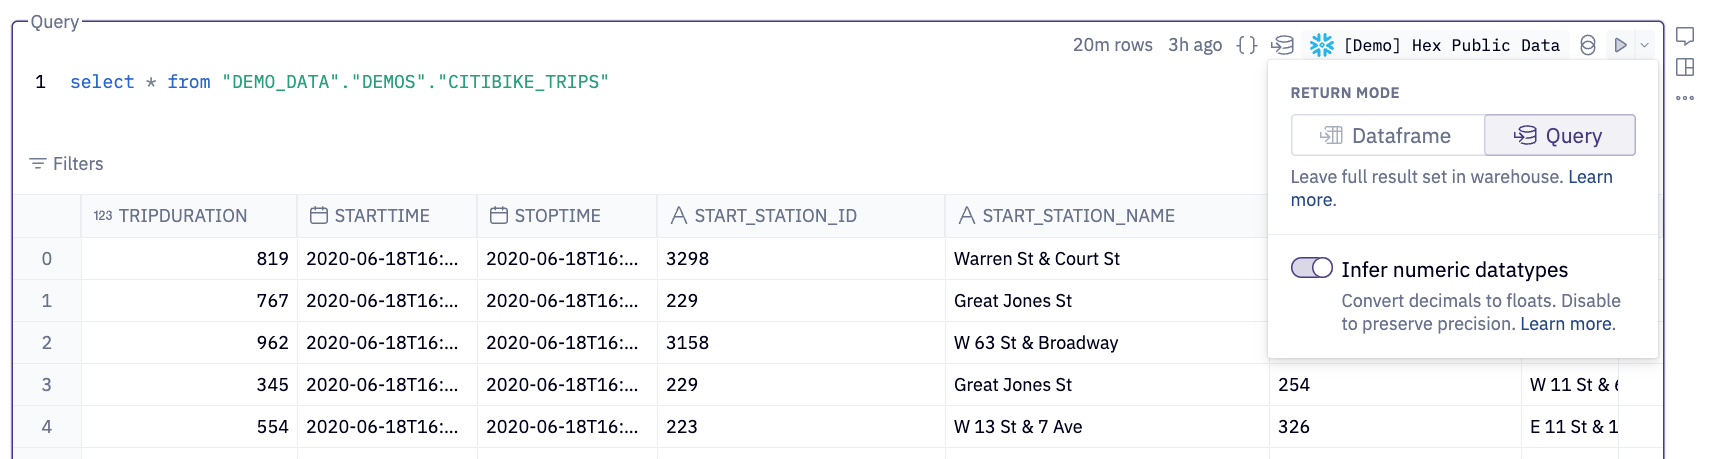 Query
20m rows 3h ago {} [Demo] Hex Public Data
1 select * from "DEMO_DATA"."DEMOS"."CITIBIKE_TRIPS"
RETURN MODE
Dataframe Query
Leave full result set in warehouse. Learn
more.
Infer numeric datatypes
Convert decimals to floats. Disable
to preserve precision. Learn more.
Filters
123 TRIPDURATION STARTTIME STOPTIME START_STATION_ID START_STATION_NAME
0 819 2020-06-18T16:... 2020-06-18T16:... 3298 Warren St & Court St
1 767 2020-06-18T16:... 2020-06-18T16:... 229 Great Jones St
2 962 2020-06-18T16:... 2020-06-18T16:... 3158 W 63 St & Broadway
3 345 2020-06-18T16:... 2020-06-18T16:... 229 Great Jones St 254 W 11 St &
4 554 2020-06-18T16:... 2020-06-18T16:... 223 W 13 St & 7 Ave 326 E 11 St & 1